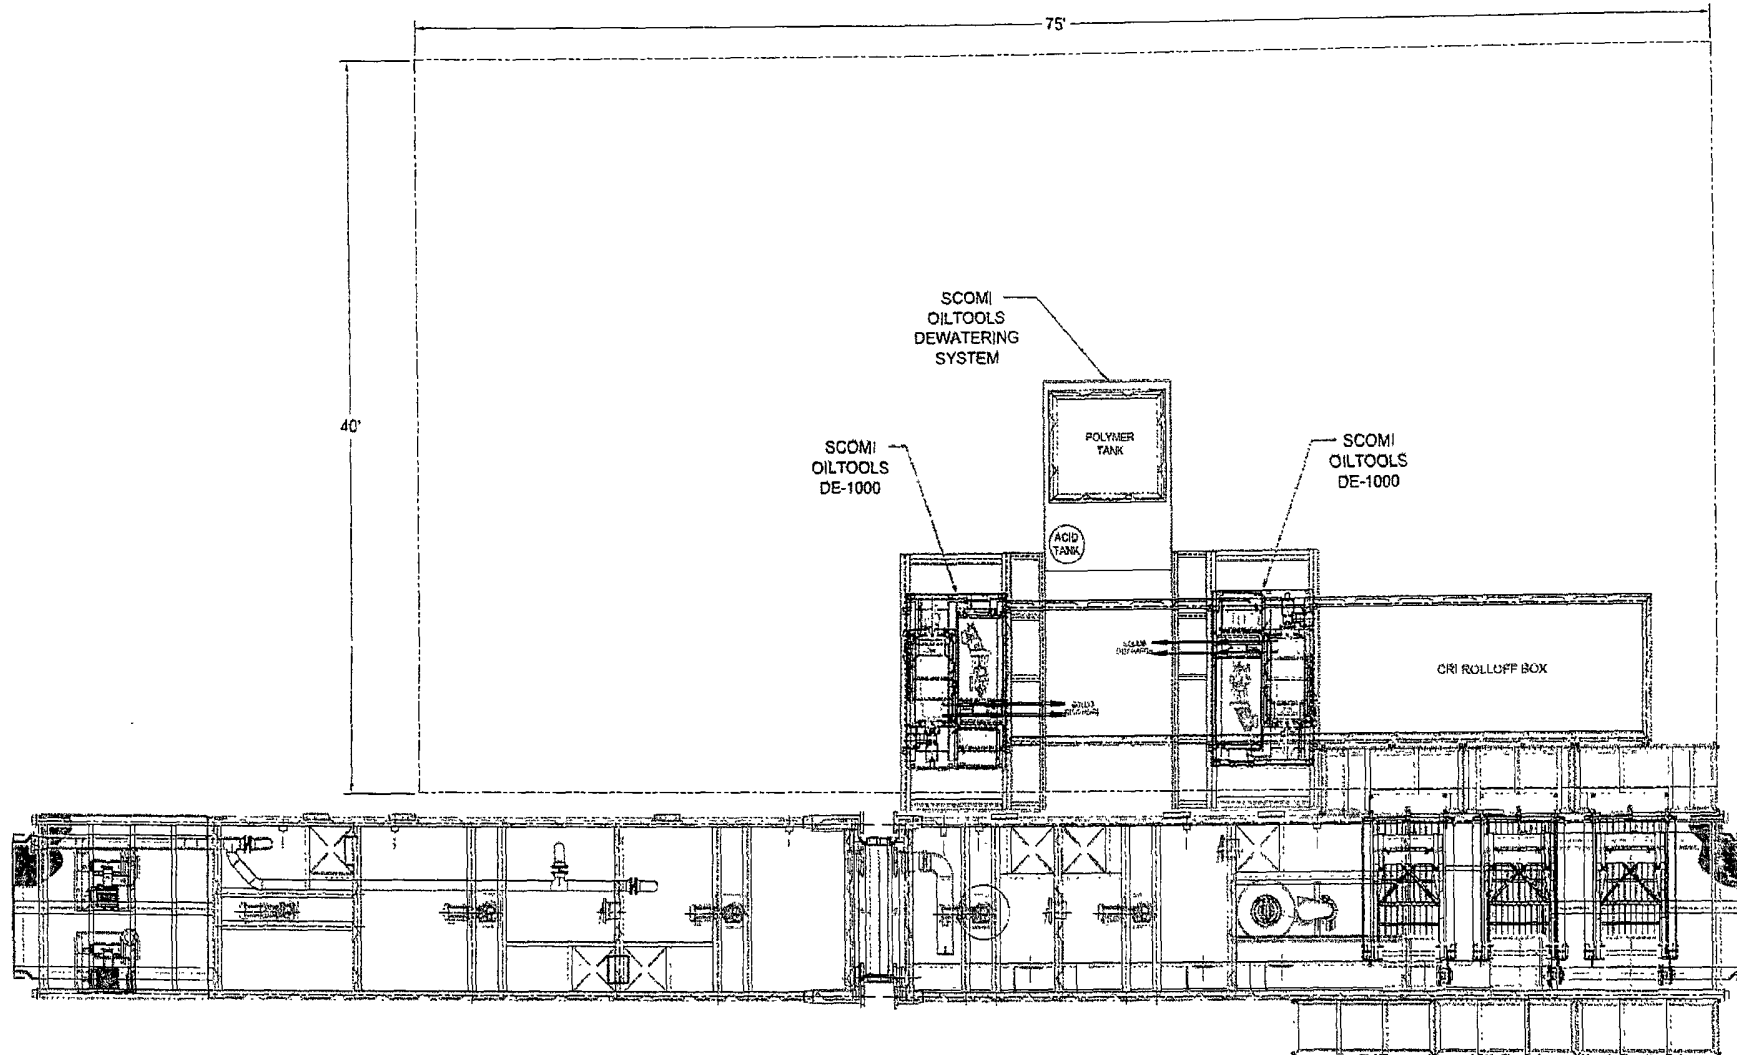 75'
40'
SCOMI
OILTOOLS
DEWATERING
SYSTEM
SCOMI
OILTOOLS
DE-1000
POLYMER
TANK
SCOMI
OILTOOLS
DE-1000
ACID
TANK
CRI ROLLOFF BOX